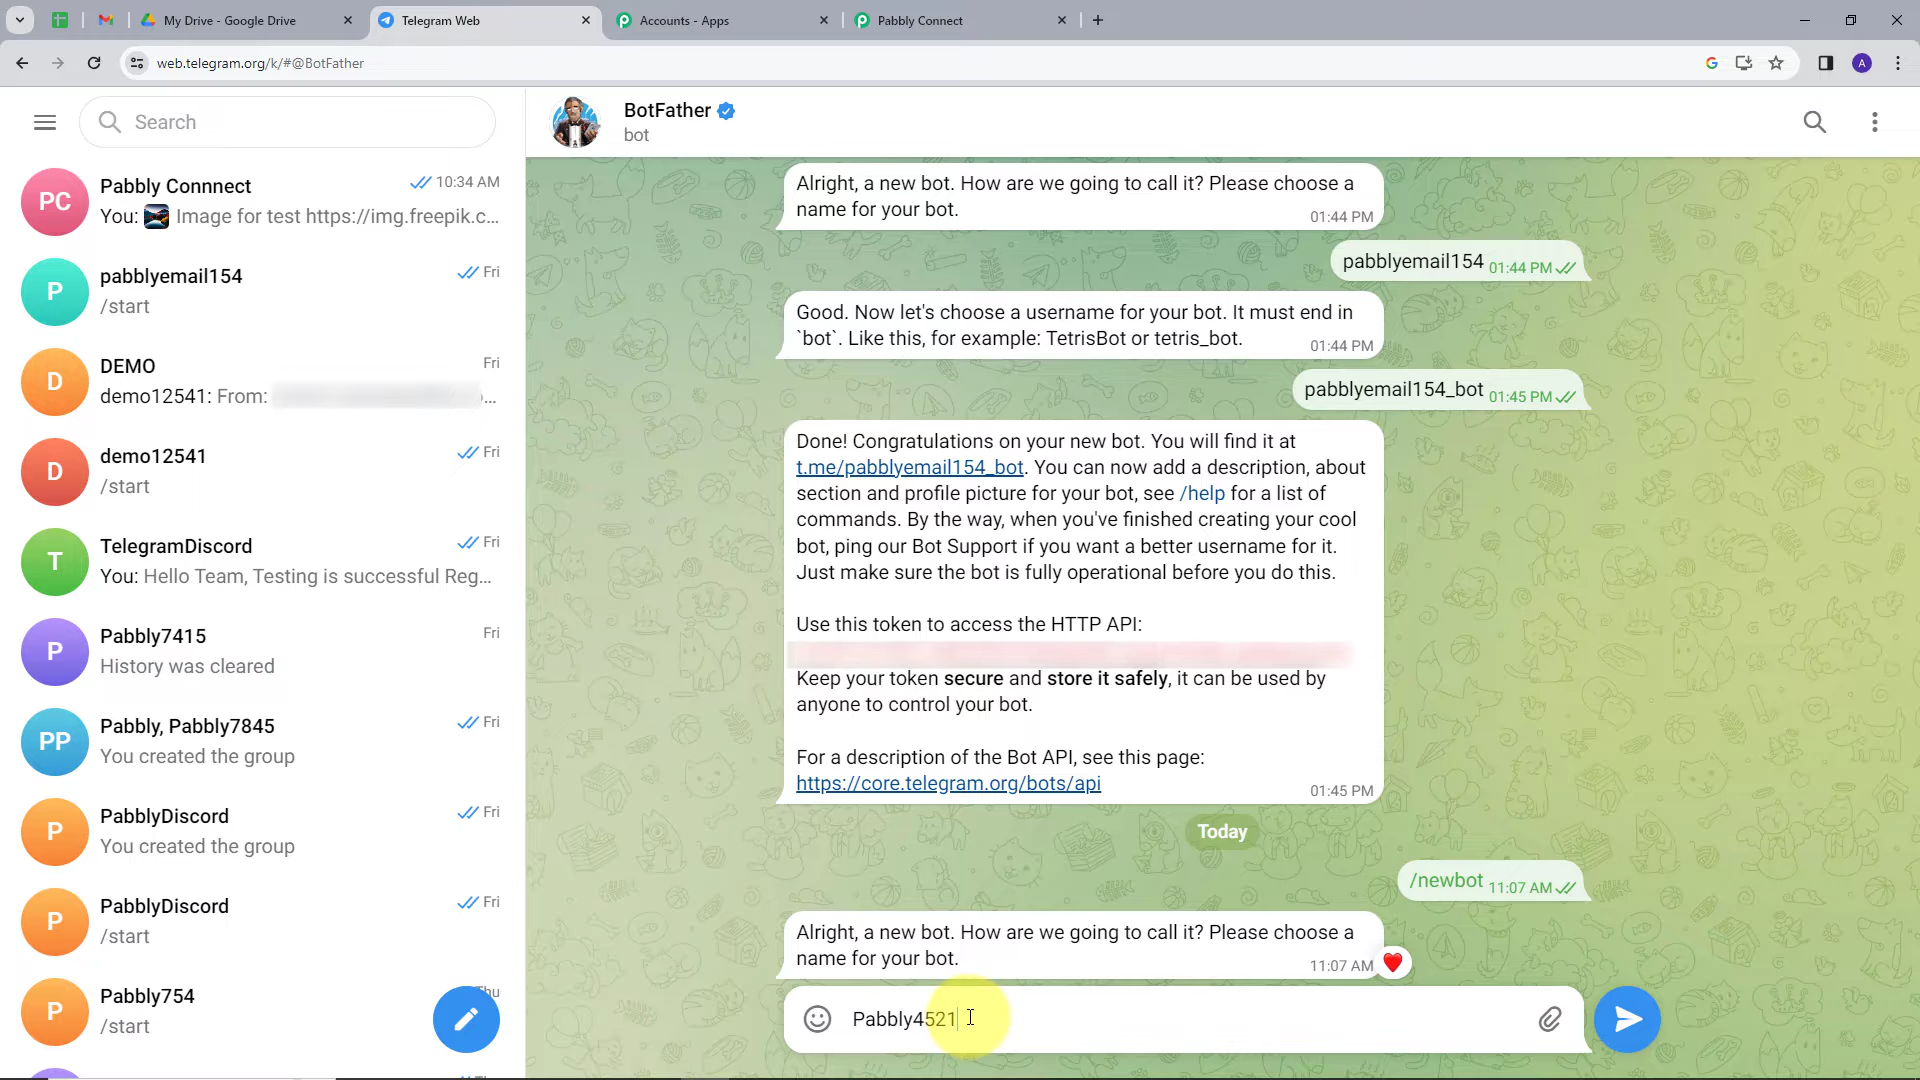 My Drive - Google Drive
Telegram Web
Accounts - Apps
Pabbly Connect
web.telegram.org/k/#@BotFather
A
Search
PC
Pabbly Connnect
10:34 AM
You: Image for test https://img.freepik.c...
P
pabblyemail154
Fri
/start
D
DEMO
Fri
demo12541: From: ...
D
demo12541
Fri
/start
T
TelegramDiscord
Fri
You: Hello Team, Testing is successful Reg...
P
Pabbly7415
Fri
History was cleared
PP
Pabbly, Pabbly7845
Fri
You created the group
P
PabblyDiscord
Fri
You created the group
P
PabblyDiscord
Fri
/start
P
Pabbly754
Thu
/start
BotFather
bot
Alright, a new bot. How are we going to call it? Please choose a
name for your bot.
01:44 PM
pabblyemail154 01:44 PM
Good. Now let's choose a username for your bot. It must end in
`bot`. Like this, for example: TetrisBot or tetris_bot.
01:44 PM
pabblyemail154_bot 01:45 PM
Done! Congratulations on your new bot. You will find it at
t.me/pabblyemail154_bot. You can now add a description, about
section and profile picture for your bot, see /help for a list of
commands. By the way, when you've finished creating your cool
bot, ping our Bot Support if you want a better username for it.
Just make sure the bot is fully operational before you do this.
Use this token to access the HTTP API:
Keep your token secure and store it safely, it can be used by
anyone to control your bot.
For a description of the Bot API, see this page:
https://core.telegram.org/bots/api
01:45 PM
Today
/newbot 11:07 AM
Alright, a new bot. How are we going to call it? Please choose a
name for your bot.
11:07 AM
Pabbly4521